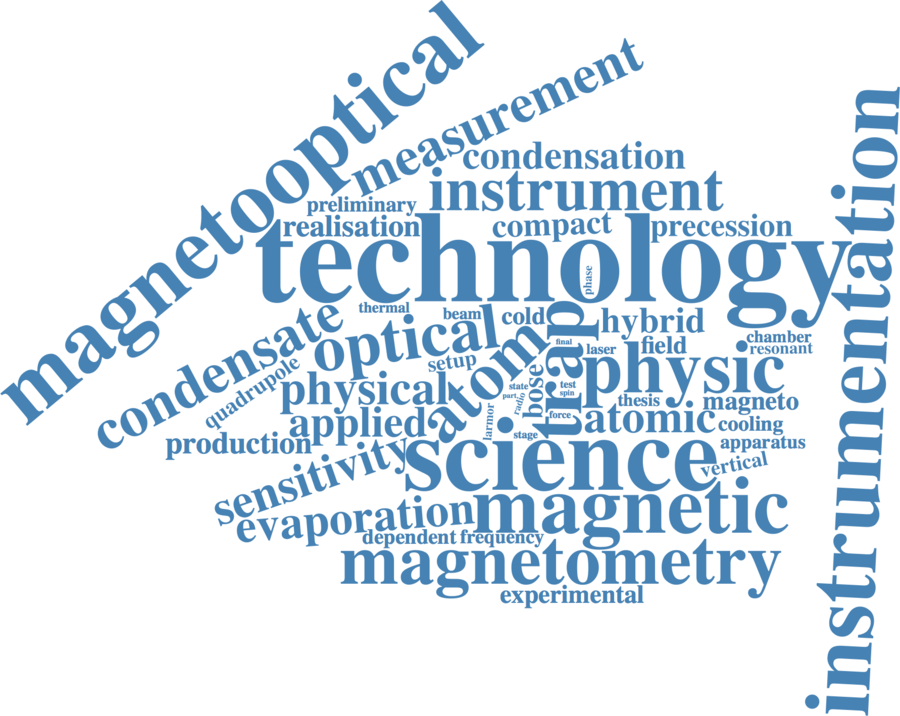 magnetooptical
measurement
condensation
instrument
instrumentation
preliminary
realisation
compact
precession
technology
phase
thermal
beam
cold
trap
hybrid
condensate
optical
atom
final
laser
field
chamber
resonant
setup
quadrupole
physical
state
part.
radio
bose
test
spin
physic
thesis
magneto
applied
larmor
force
atomic
cooling
production
stage
apparatus
science
vertical
sensitivity
evaporation
magnetic
dependent frequency
magnetometry
experimental